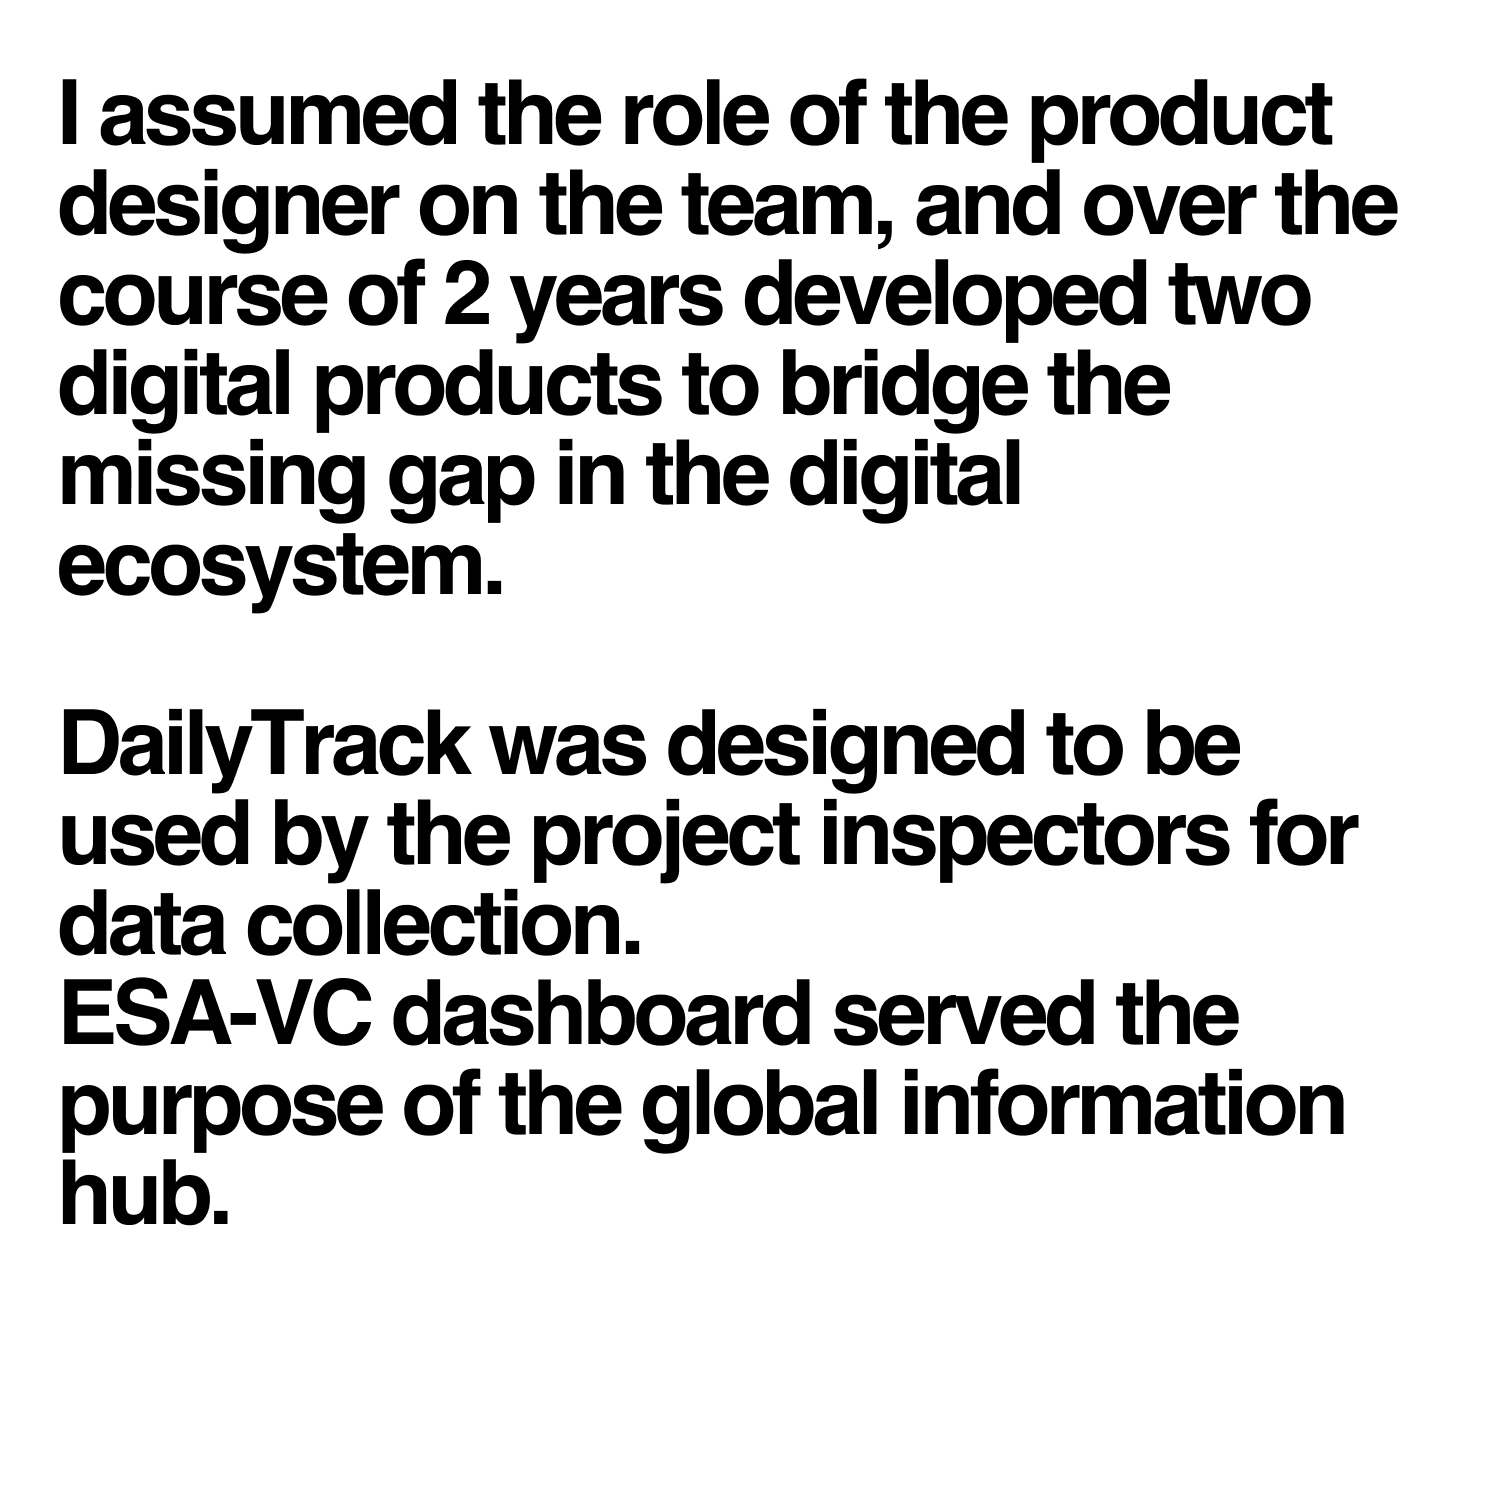 I assumed the role of the product
designer on the team, and over the
course of 2 years developed two
digital products to bridge the
missing gap in the digital
ecosystem.
DailyTrack was designed to be
used by the project inspectors for
data collection.
ESA-VC dashboard served the
purpose of the global information
hub.